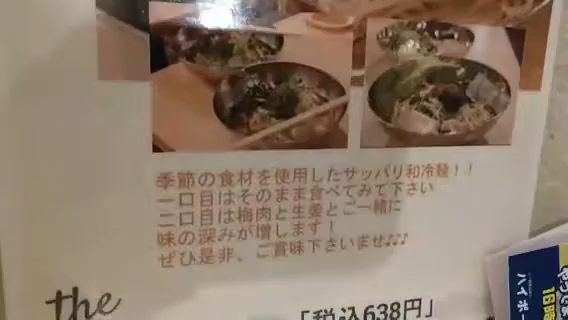 季節の食材を使用したサッパリ和冷麺！！
一口目はそのまま食べてみて下さい
二口目は梅肉と生姜とご一緒に
味の深みが増します！
ぜひ是非、ご賞味下さいませ♪♪♪
the
「税込638円」
ハイボ